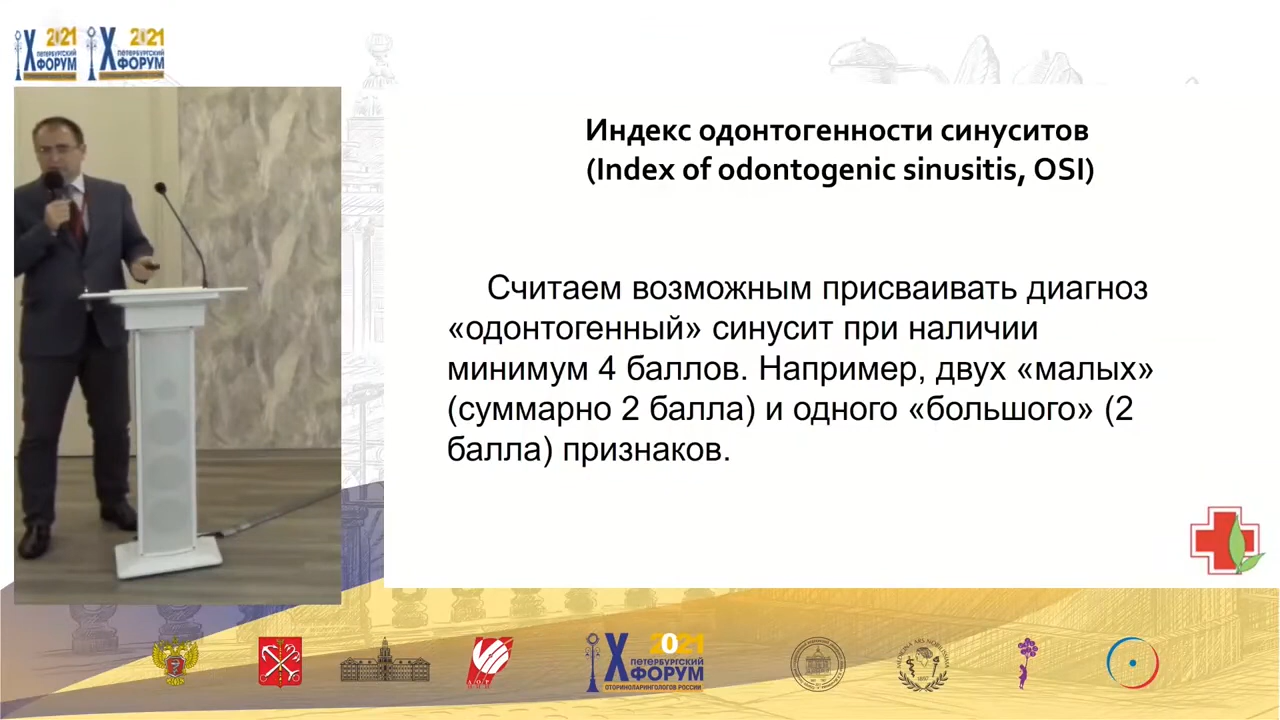 X 2021
ПЕТЕРБУРГСКИЙ
ФОРУМ
X 2021
ПЕТЕРБУРГСКИЙ
ФОРУМ
Индекс одонтогенности синуситов
(Index of odontogenic sinusitis, OSI)
Считаем возможным присваивать диагноз
«одонтогенный» синусит при наличии
минимум 4 баллов. Например, двух «малых»
(суммарно 2 балла) и одного «большого» (2
балла) признаков.
X 2021
ПЕТЕРБУРГСКИЙ
ФОРУМ
ОТОРИНОЛАРИНГОЛОГОВ РОССИИ